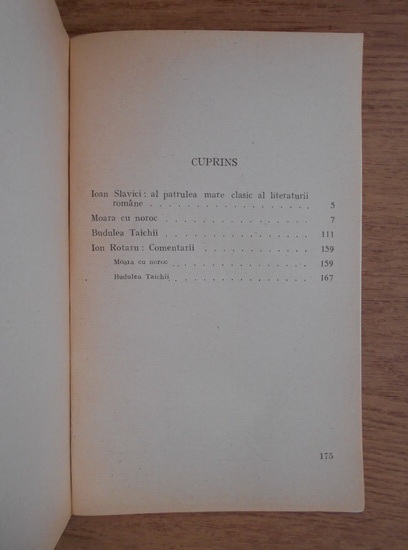 CUPRINS
Ioan Slavici : al patrulea mare clasic al literaturii
române . . . . . . . . . . . . . . . . 5
Moara cu noroc . . . . . . . . . . . . . . 7
Budulea Taichii . . . . . . . . . . . . . . 111
Ion Rotaru : Comentarii . . . . . . . . . . . 159
Moara cu noroc . . . . . . . . . . . . . 159
Budulea Taichii . . . . . . . . . . . . . 167
175